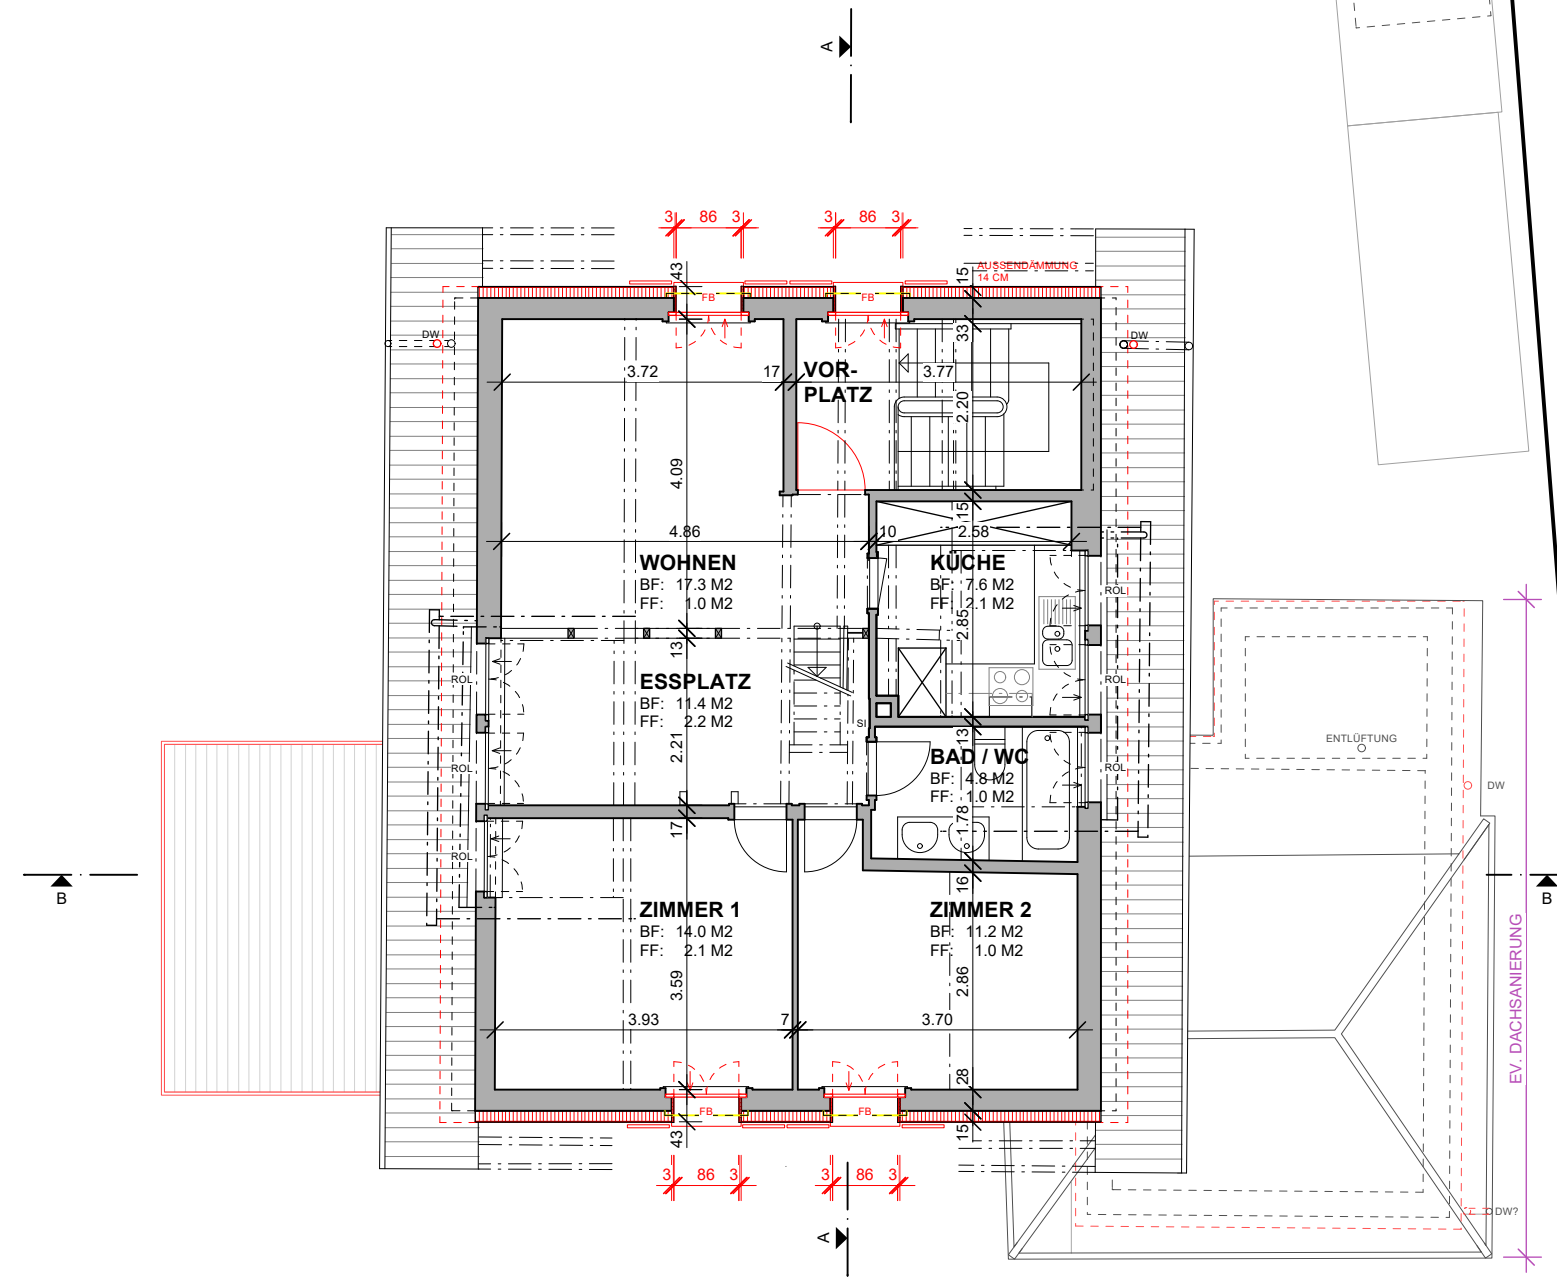 A
3 86 3 3 86 3
AUSSENDÄMMUNG
14 CM
43
15
FB
FB
DW
DW
33
3.72
17
VOR-
PLATZ
3.77
2.20
4.09
15
4.86
10
2.58
WOHNEN
BF: 17.3 M2
FF: 1.0 M2
KÜCHE
BF: 7.6 M2
FF: 2.1 M2
ROL
2.85
13
ROL
ESSPLATZ
BF: 11.4 M2
FF: 2.2 M2
ROL
SI
2.21
13
ROL
BAD / WC
BF: 4.8 M2
FF: 1.0 M2
ROL
ENTLÜFTUNG
DW
1.78
17
ROL
B
16
B
ZIMMER 1
BF: 14.0 M2
FF: 2.1 M2
ZIMMER 2
BF: 11.2 M2
FF: 1.0 M2
EV. DACHSANIERUNG
3.59
2.86
3.93
7
3.70
28
FB
FB
43
15
3 86 3 3 86 3
DW?
A